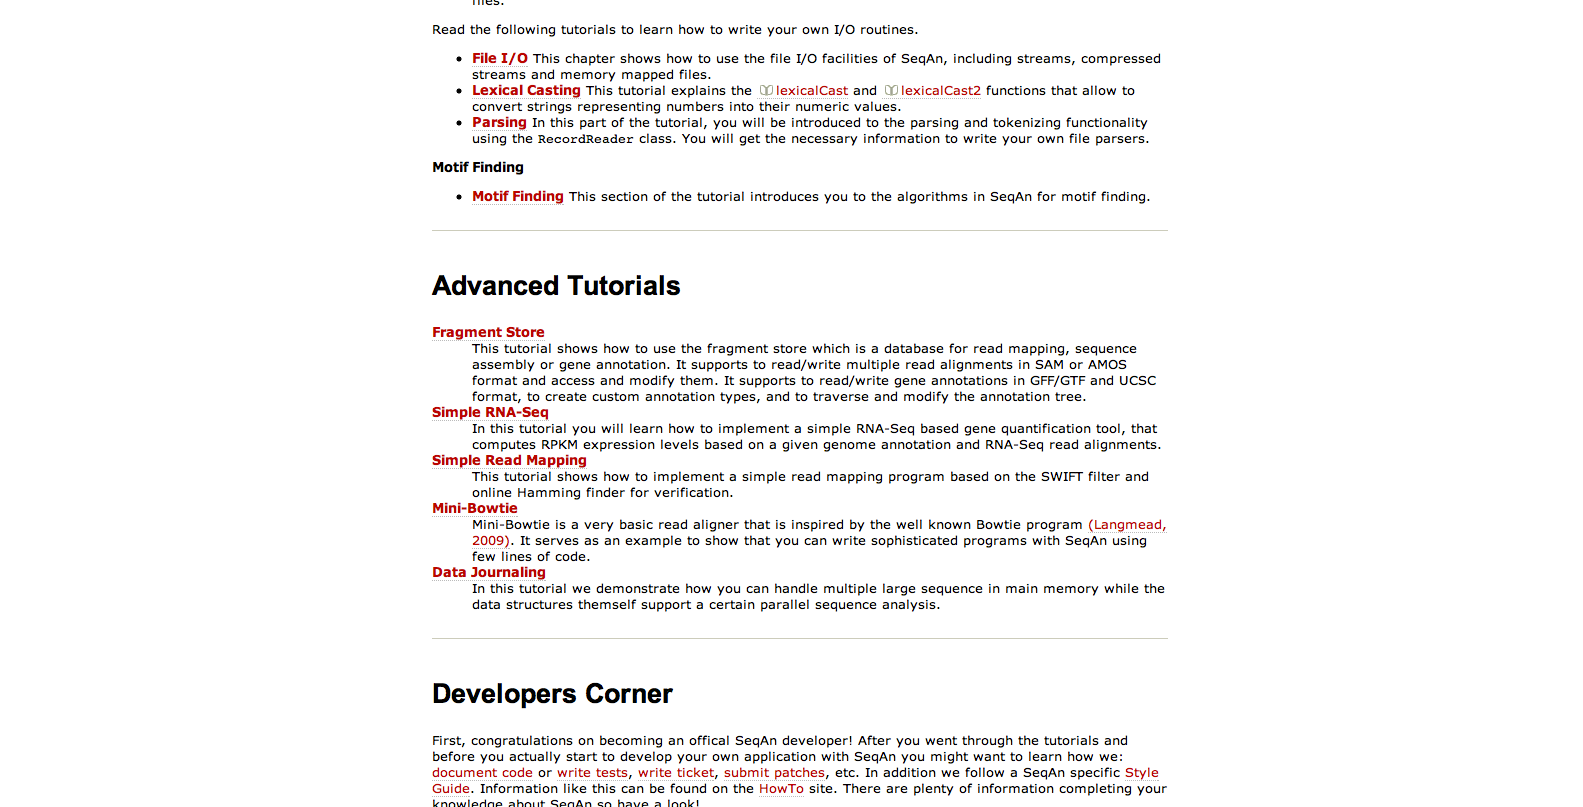 files.
Read the following tutorials to learn how to write your own I/O routines.
File I/O This chapter shows how to use the file I/O facilities of SeqAn, including streams, compressed
streams and memory mapped files.
Lexical Casting This tutorial explains the lexicalCast and lexicalCast2 functions that allow to
convert strings representing numbers into their numeric values.
Parsing In this part of the tutorial, you will be introduced to the parsing and tokenizing functionality
using the RecordReader class. You will get the necessary information to write your own file parsers.
Motif Finding
Motif Finding This section of the tutorial introduces you to the algorithms in SeqAn for motif finding.
Advanced Tutorials
Fragment Store
This tutorial shows how to use the fragment store which is a database for read mapping, sequence
assembly or gene annotation. It supports to read/write multiple read alignments in SAM or AMOS
format and access and modify them. It supports to read/write gene annotations in GFF/GTF and UCSC
format, to create custom annotation types, and to traverse and modify the annotation tree.
Simple RNA-Seq
In this tutorial you will learn how to implement a simple RNA-Seq based gene quantification tool, that
computes RPKM expression levels based on a given genome annotation and RNA-Seq read alignments.
Simple Read Mapping
This tutorial shows how to implement a simple read mapping program based on the SWIFT filter and
online Hamming finder for verification.
Mini-Bowtie
Mini-Bowtie is a very basic read aligner that is inspired by the well known Bowtie program (Langmead,
2009). It serves as an example to show that you can write sophisticated programs with SeqAn using
few lines of code.
Data Journaling
In this tutorial we demonstrate how you can handle multiple large sequence in main memory while the
data structures themself support a certain parallel sequence analysis.
Developers Corner
First, congratulations on becoming an offical SeqAn developer! After you went through the tutorials and
before you actually start to develop your own application with SeqAn you might want to learn how we:
document code or write tests, write ticket, submit patches, etc. In addition we follow a SeqAn specific Style
Guide. Information like this can be found on the HowTo site. There are plenty of information completing your
knowledge about SeqAn so have a look!